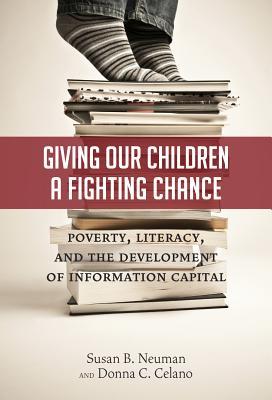 GIVING OUR CHILDREN
A FIGHTING CHANCE
POVERTY, LITERACY,
AND THE DEVELOPMENT
OF INFORMATION CAPITAL
Susan B. Neuman
AND Donna C. Celano